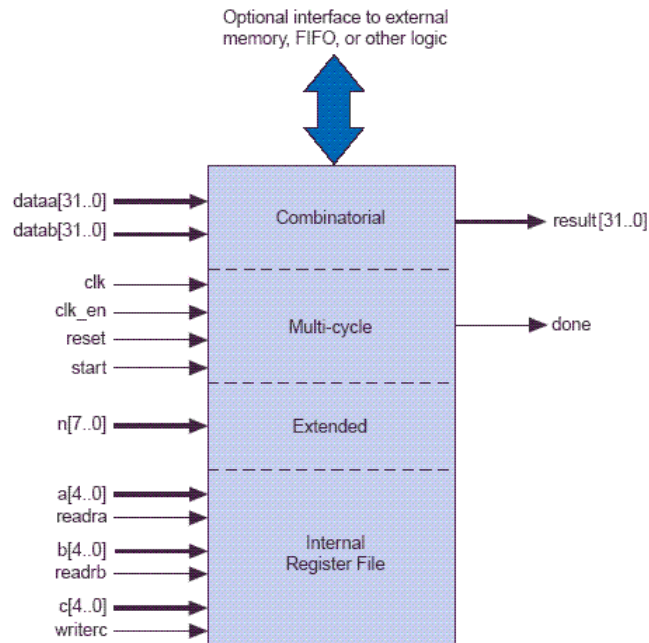 Optional interface to external
memory, FIFO, or other logic
dataa[31..0]
datab[31..0]
Combinatorial
result[31..0]
clk
clk_en
reset
start
Multi-cycle
done
n[7..0]
Extended
a[4..0]
readra
b[4..0]
readrb
c[4..0]
writerc
Internal
Register File